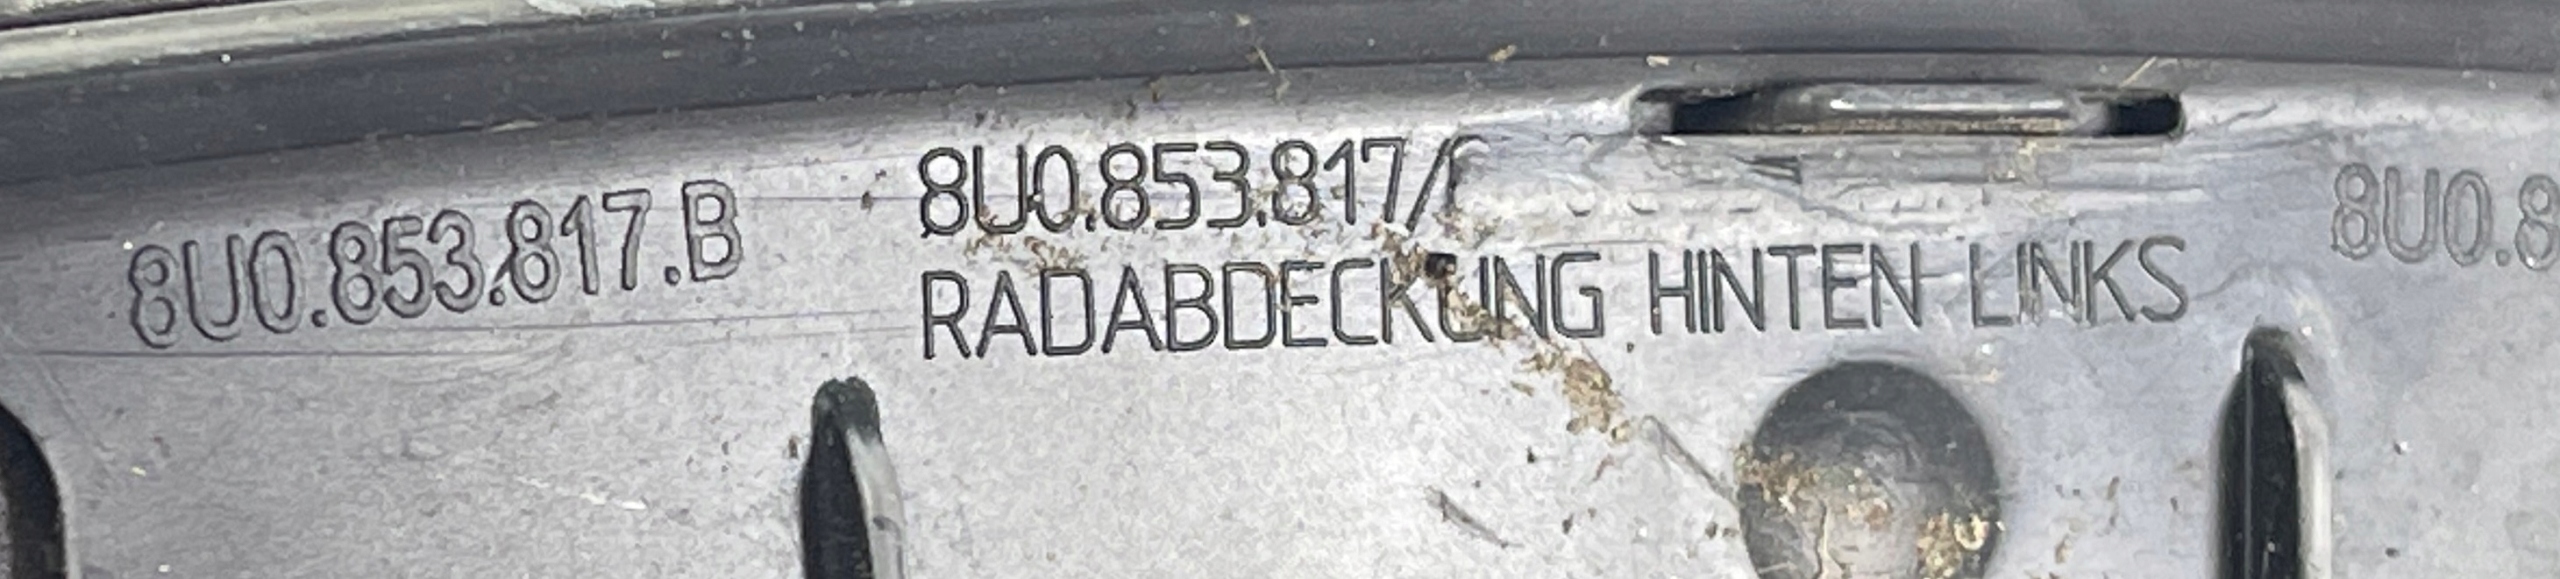 8U0.853.817.B
8U0.853.817/
RADABDECKUNG HINTEN LINKS
8U0.8